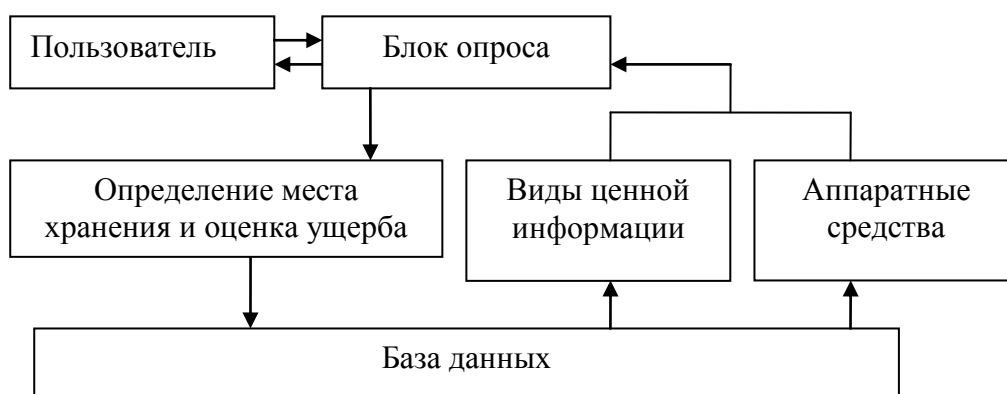 Пользователь
Блок опроса
Определение места
хранения и оценка ущерба
Виды ценной
информации
Аппаратные
средства
База данных